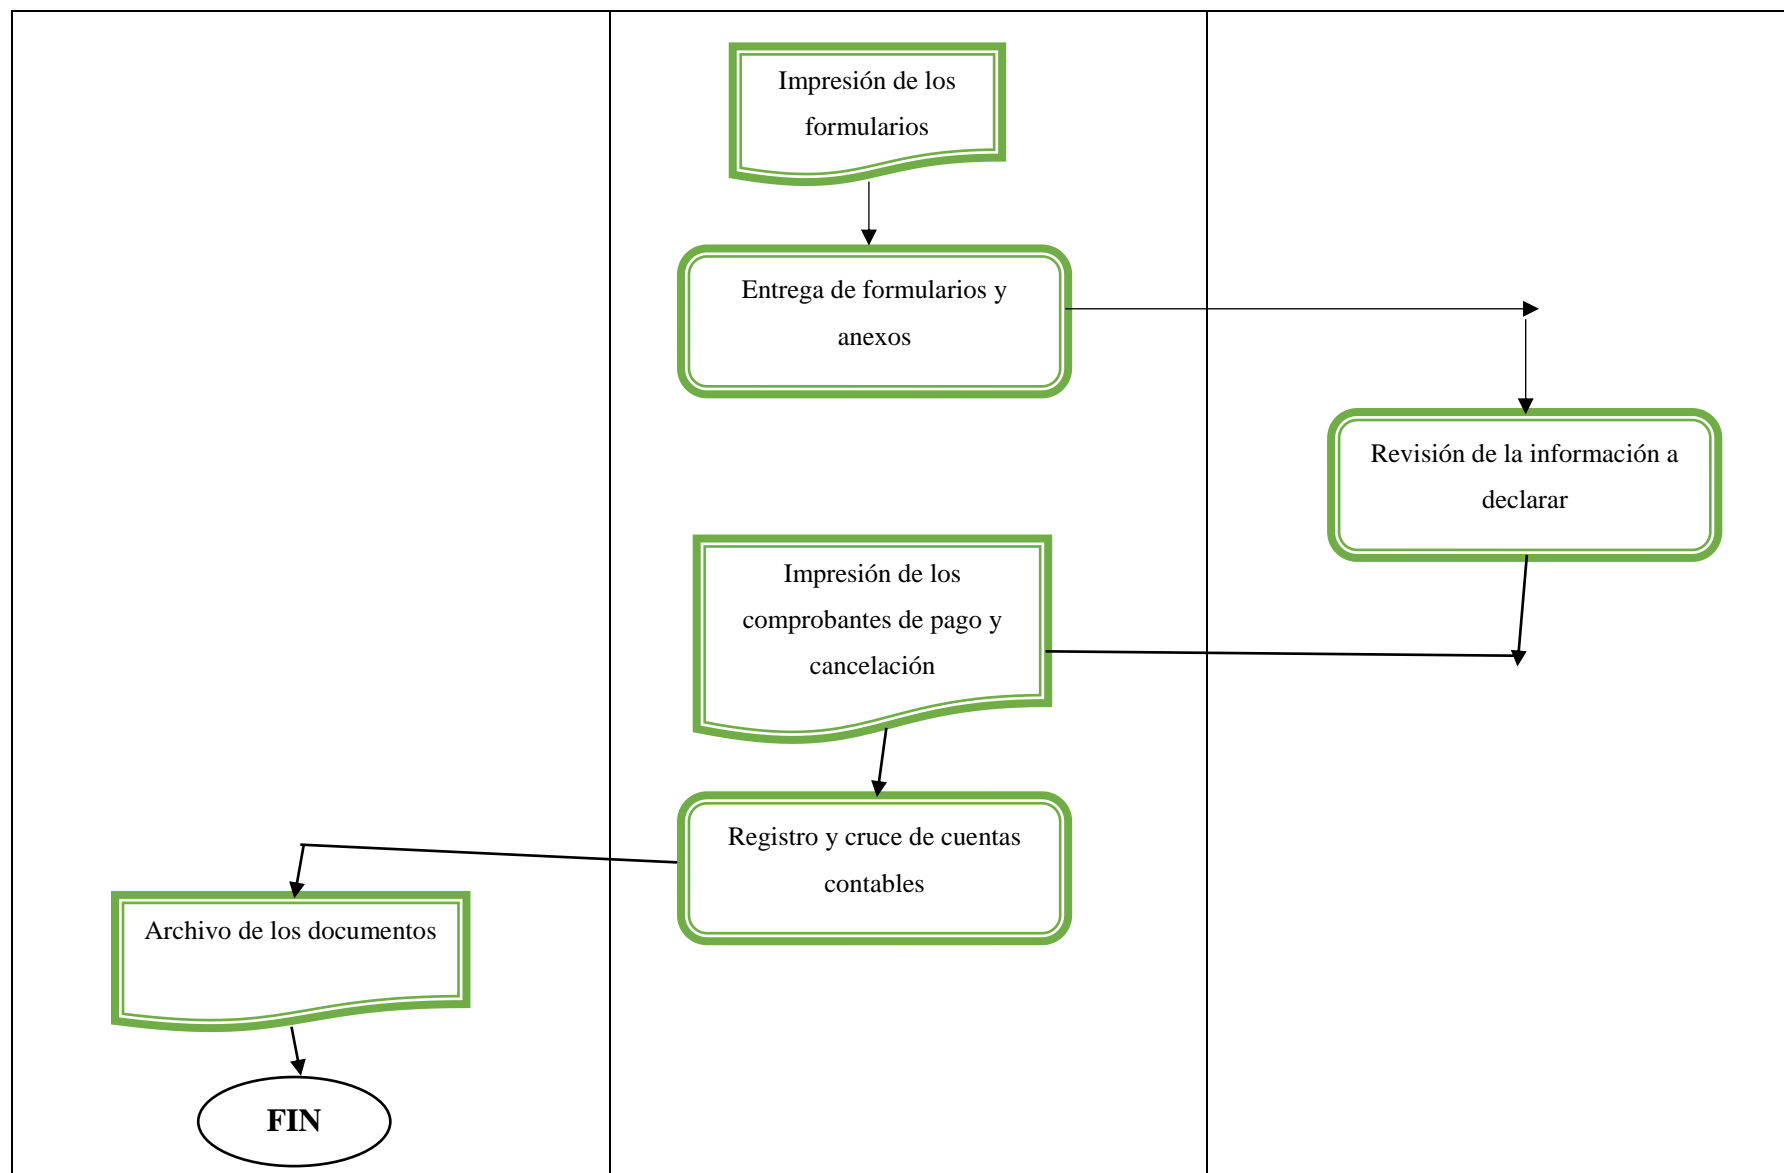 Impresión de los
formularios
Entrega de formularios y
anexos
Revisión de la información a
declarar
Impresión de los
comprobantes de pago y
cancelación
Registro y cruce de cuentas
contables
Archivo de los documentos
FIN